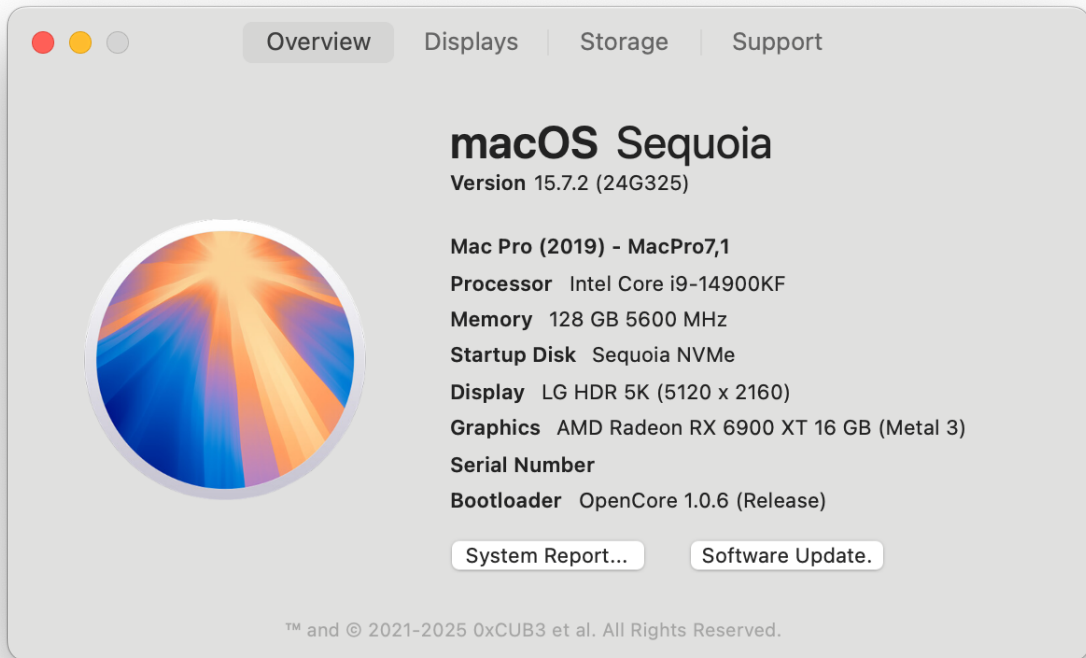 Overview Displays Storage Support
macOS Sequoia
Version 15.7.2 (24G325)
Mac Pro (2019) - MacPro7,1
Processor Intel Core i9-14900KF
Memory 128 GB 5600 MHz
Startup Disk Sequoia NVMe
Display LG HDR 5K (5120 x 2160)
Graphics AMD Radeon RX 6900 XT 16 GB (Metal 3)
Serial Number
Bootloader OpenCore 1.0.6 (Release)
System Report... Software Update.
™ and © 2021-2025 0xCUB3 et al. All Rights Reserved.